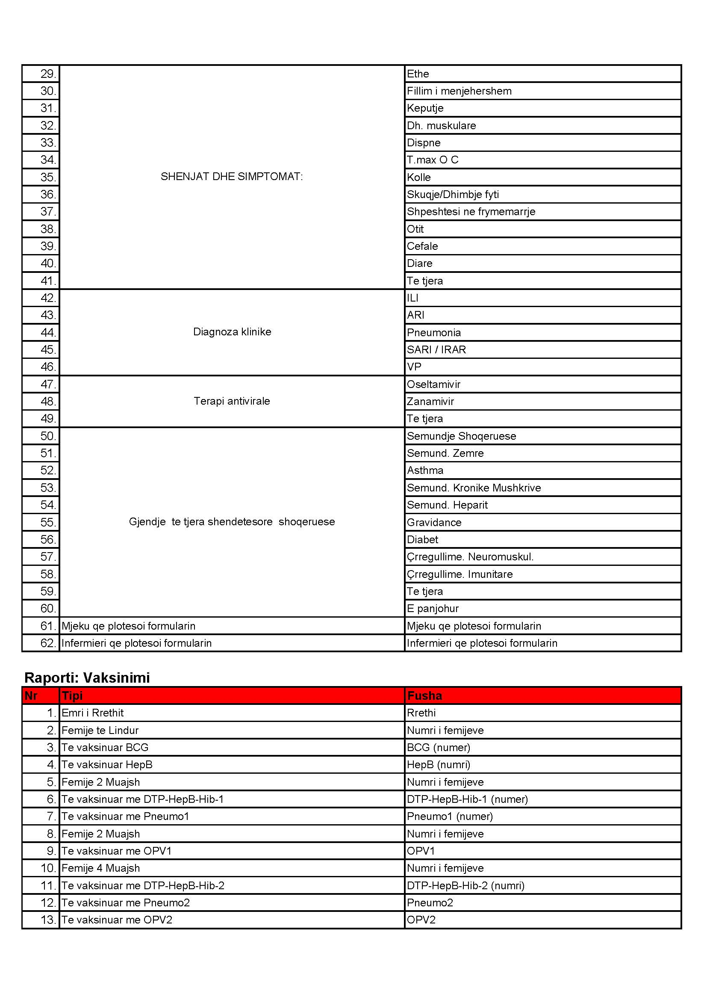 29. Ethe
30. Fillim i menjehershem
31. Keputje
32. Dh. muskulare
33. Dispne
34. T.max O C
35. SHENJAT DHE SIMPTOMAT: Kolle
36. Skuqje/Dhimbje fyti
37. Shpeshtesi ne frymemarrje
38. Otit
39. Cefale
40. Diare
41. Te tjera
42. ILI
43. ARI
44. Diagnoza klinike Pneumonia
45. SARI / IRAR
46. VP
47. Oseltamivir
48. Terapi antivirale Zanamivir
49. Te tjera
50. Semundje Shoqeruese
51. Semund. Zemre
52. Asthma
53. Semund. Kronike Mushkrive
54. Semund. Heparit
55. Gjendje te tjera shendetesore shoqeruese Gravidance
56. Diabet
57. Çrregullime. Neuromuskul.
58. Çrregullime. Imunitare
59. Te tjera
60. E panjohur
61. Mjeku qe plotesoi formularin Mjeku qe plotesoi formularin
62. Infermieri qe plotesoi formularin Infermieri qe plotesoi formularin
Raporti: Vaksinimi
Nr Tipi Fusha
1. Emri i Rrethit Rrethi
2. Femije te Lindur Numri i femijeve
3. Te vaksinuar BCG BCG (numer)
4. Te vaksinuar HepB HepB (numri)
5. Femije 2 Muajsh Numri i femijeve
6. Te vaksinuar me DTP-HepB-Hib-1 DTP-HepB-Hib-1 (numer)
7. Te vaksinuar me Pneumo1 Pneumo1 (numer)
8. Femije 2 Muajsh Numri i femijeve
9. Te vaksinuar me OPV1 OPV1
10. Femije 4 Muajsh Numri i femijeve
11. Te vaksinuar me DTP-HepB-Hib-2 DTP-HepB-Hib-2 (numri)
12. Te vaksinuar me Pneumo2 Pneumo2
13. Te vaksinuar me OPV2 OPV2